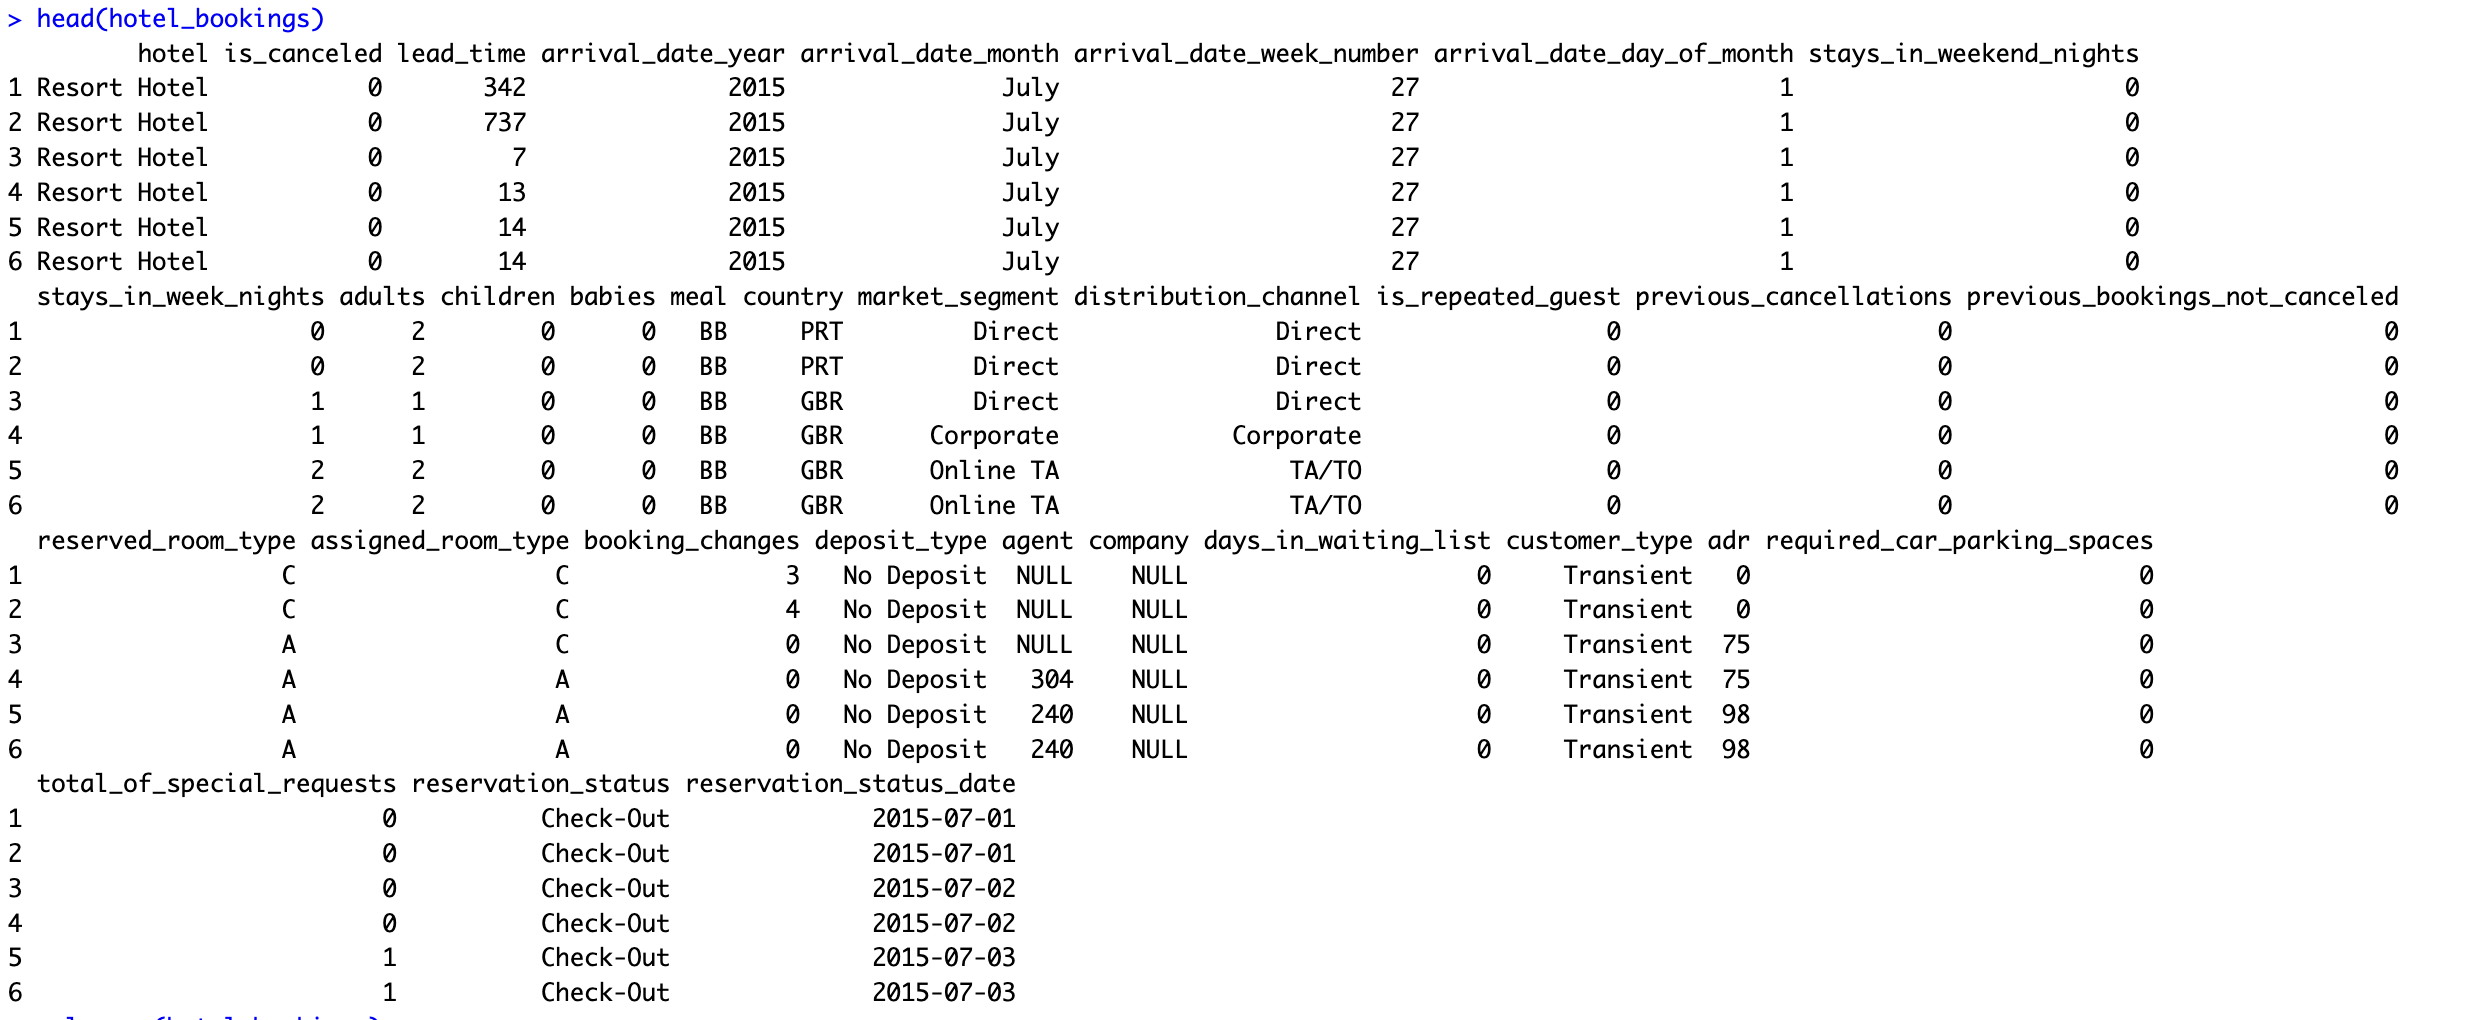 > head(hotel_bookings)
hotel is_canceled lead_time arrival_date_year arrival_date_month arrival_date_week_number arrival_date_day_of_month stays_in_weekend_nights
1 Resort Hotel 0 342 2015 July 27 1 0
2 Resort Hotel 0 737 2015 July 27 1 0
3 Resort Hotel 0 7 2015 July 27 1 0
4 Resort Hotel 0 13 2015 July 27 1 0
5 Resort Hotel 0 14 2015 July 27 1 0
6 Resort Hotel 0 14 2015 July 27 1 0
stays_in_week_nights adults children babies meal country market_segment distribution_channel is_repeated_guest previous_cancellations previous_bookings_not_canceled
1 0 2 0 0 BB PRT Direct Direct 0 0 0
2 0 2 0 0 BB PRT Direct Direct 0 0 0
3 1 1 0 0 BB GBR Direct Direct 0 0 0
4 1 1 0 0 BB GBR Corporate Corporate 0 0 0
5 2 2 0 0 BB GBR Online TA TA/TO 0 0 0
6 2 2 0 0 BB GBR Online TA TA/TO 0 0 0
reserved_room_type assigned_room_type booking_changes deposit_type agent company days_in_waiting_list customer_type adr required_car_parking_spaces
1 C C 3 No Deposit NULL NULL 0 Transient 0 0
2 C C 4 No Deposit NULL NULL 0 Transient 0 0
3 A C 0 No Deposit NULL NULL 0 Transient 75 0
4 A A 0 No Deposit 304 NULL 0 Transient 75 0
5 A A 0 No Deposit 240 NULL 0 Transient 98 0
6 A A 0 No Deposit 240 NULL 0 Transient 98 0
total_of_special_requests reservation_status reservation_status_date
1 0 Check-Out 2015-07-01
2 0 Check-Out 2015-07-01
3 0 Check-Out 2015-07-02
4 0 Check-Out 2015-07-02
5 1 Check-Out 2015-07-03
6 1 Check-Out 2015-07-03